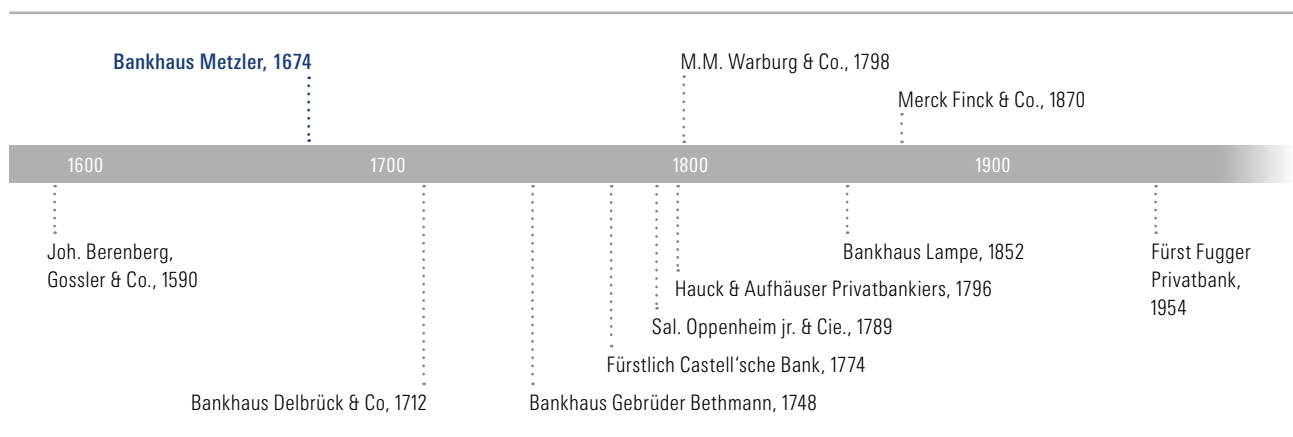 Bankhaus Metzler, 1674
M.M. Warburg & Co., 1798
Merck Finck & Co., 1870
1600
1700
1800
1900
Joh. Berenberg,
Gossler & Co., 1590
Bankhaus Lampe, 1852
Fürst Fugger
Privatbank,
1954
Hauck & Aufhäuser Privatbankiers, 1796
Sal. Oppenheim jr. & Cie., 1789
Fürstlich Castell’sche Bank, 1774
Bankhaus Delbrück & Co, 1712
Bankhaus Gebrüder Bethmann, 1748